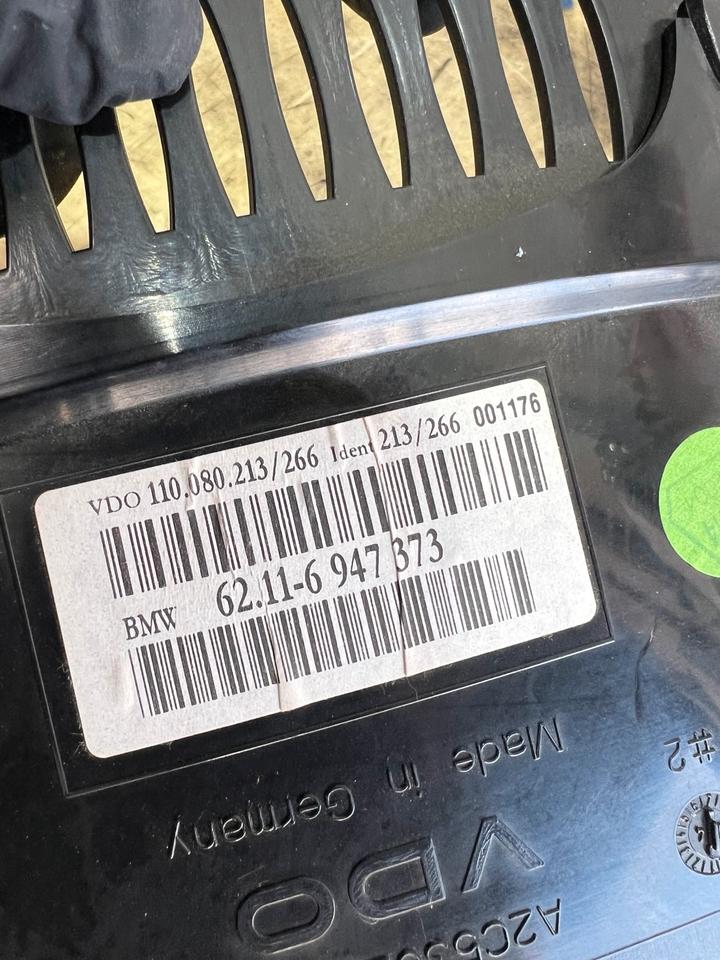 VDO 110.080.213/266 Ident 213/266 001176
BMW 62.11-6 947 373
Made in Germany
#2
VDO